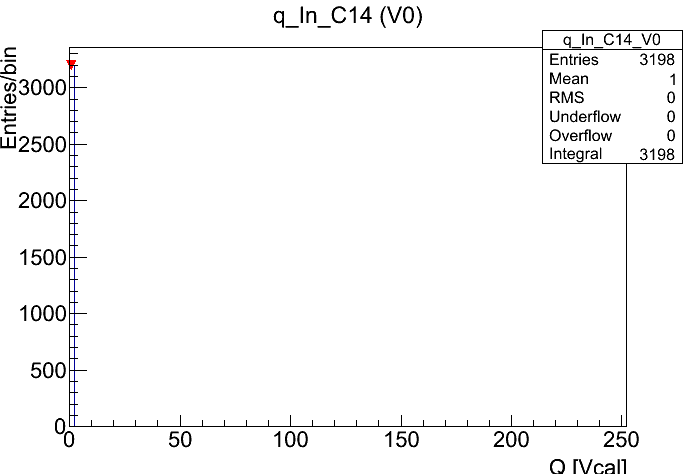 q_In_C14 (V0)
q_In_C14_V0
Entries 3198
Mean 1
RMS 0
Underflow 0
Overflow 0
Integral 3198
Entries/bin
3000
2500
2000
1500
1000
500
0
0 50 100 150 200 250
Q [Vcal]